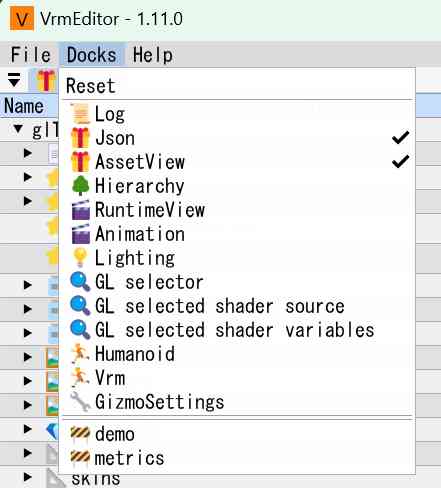 VrmEditor - 1.11.0
File Docks Help
Reset
Name
Log
glT
Json
AssetView
Hierarchy
RuntimeView
Animation
Lighting
GL selector
GL selected shader source
GL selected shader variables
Humanoid
Vrm
GizmoSettings
demo
metrics
skins